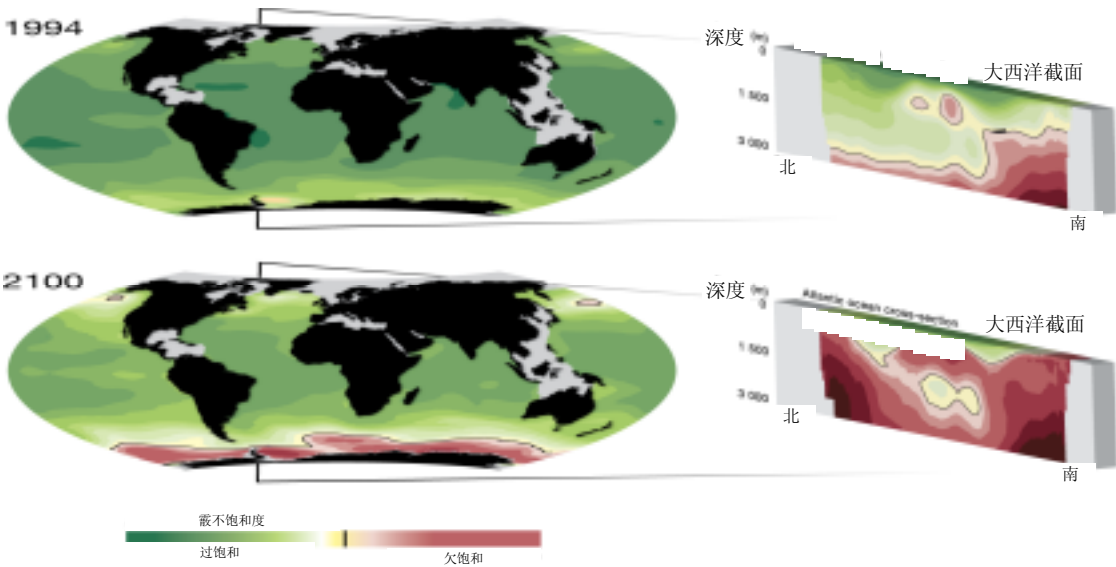 1994
深度 (m)
0
大西洋截面
1 500
3 000
北
南
2100
深度 (m)
0
Atlantic ocean cross-section
大西洋截面
1 500
3 000
北
南
霰不饱和度
过饱和
欠饱和